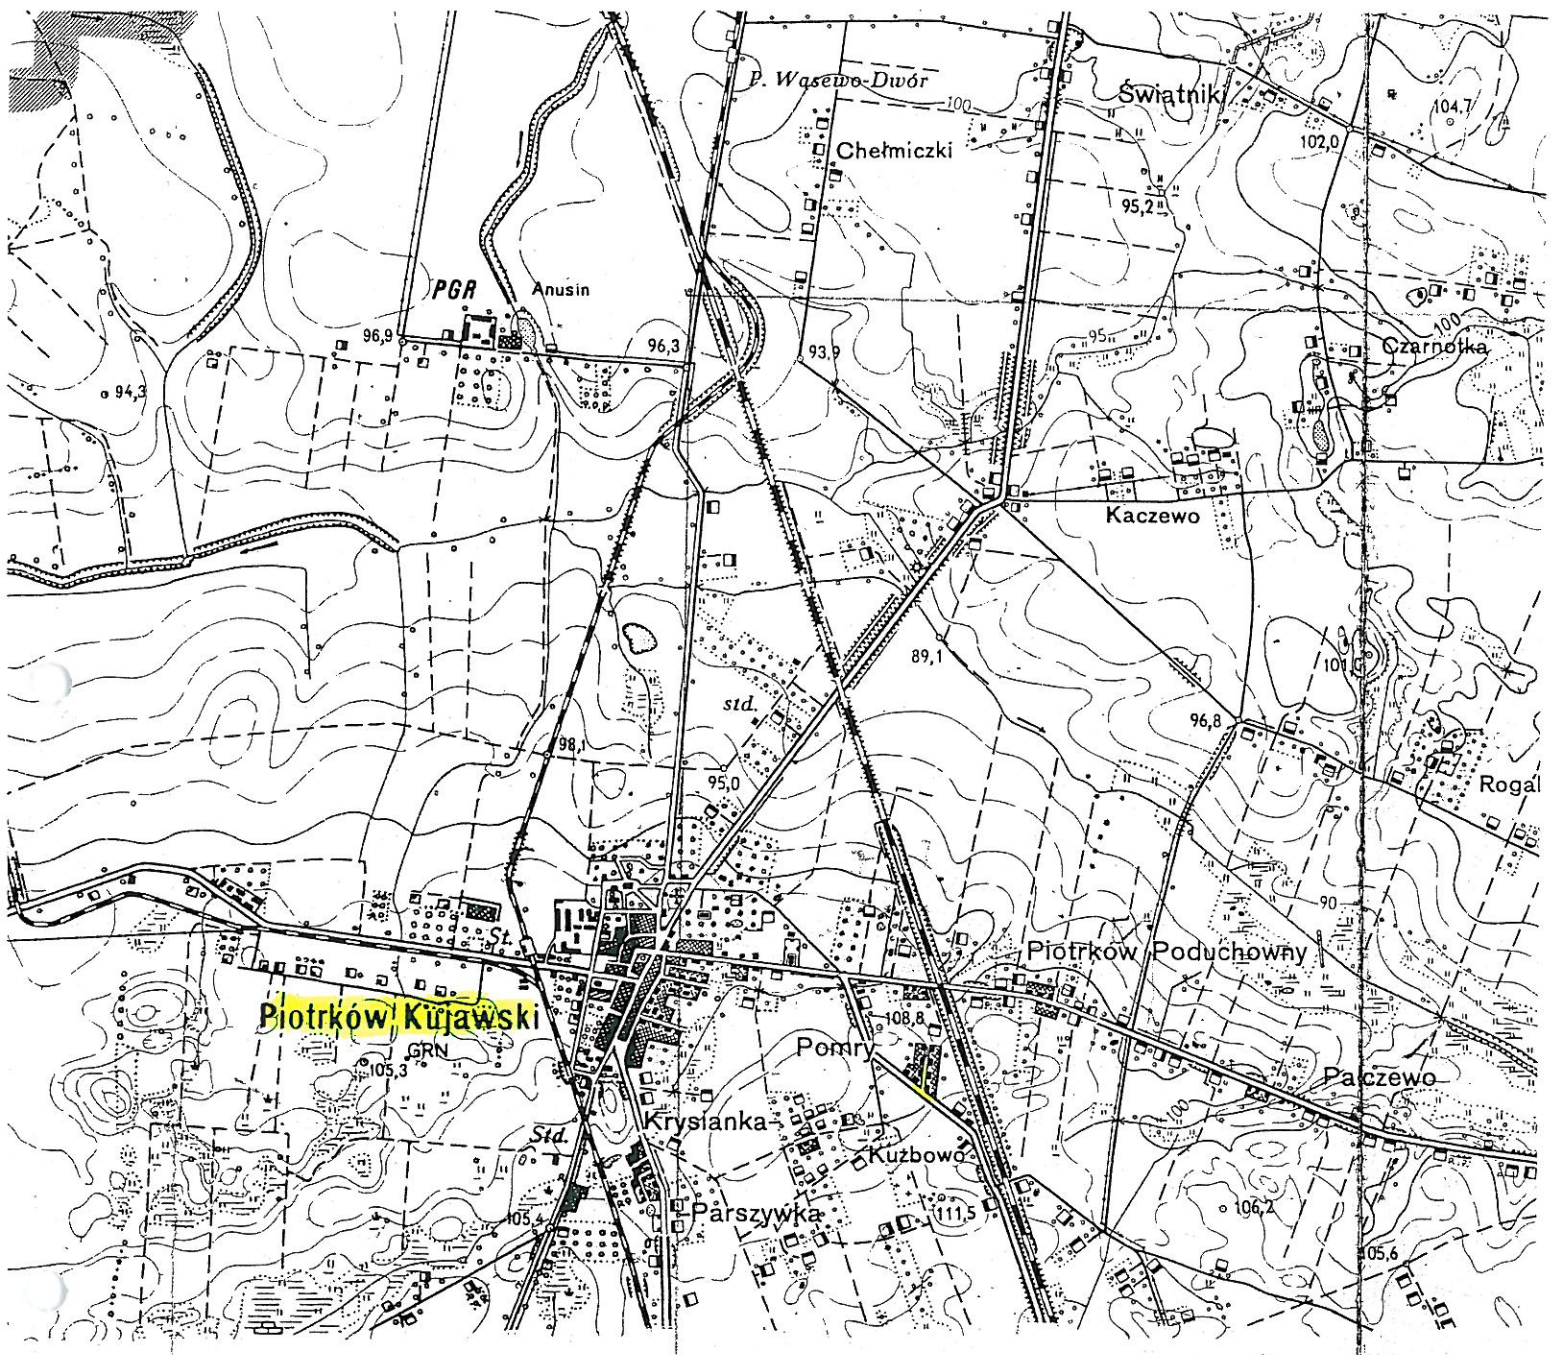 P. Wąsewo-Dwór
Świątniki
100
104,7
102,0
Chełmiczki
95,2
PGR
Anusin
96,9
96,3
93,9
95
100
Czarnotka
94,3
Kaczewo
89,1
101,0
std.
96,8
98,1
95,0
Rogal
90
St.
Piotrków Poduchowny
Piotrków Kujawski
GRN
105,3
108,8
Pomry
Palczewo
100
Krysianka
Std.
Kuźbowo
105,4
Parszywka
111,5
106,2
105,6